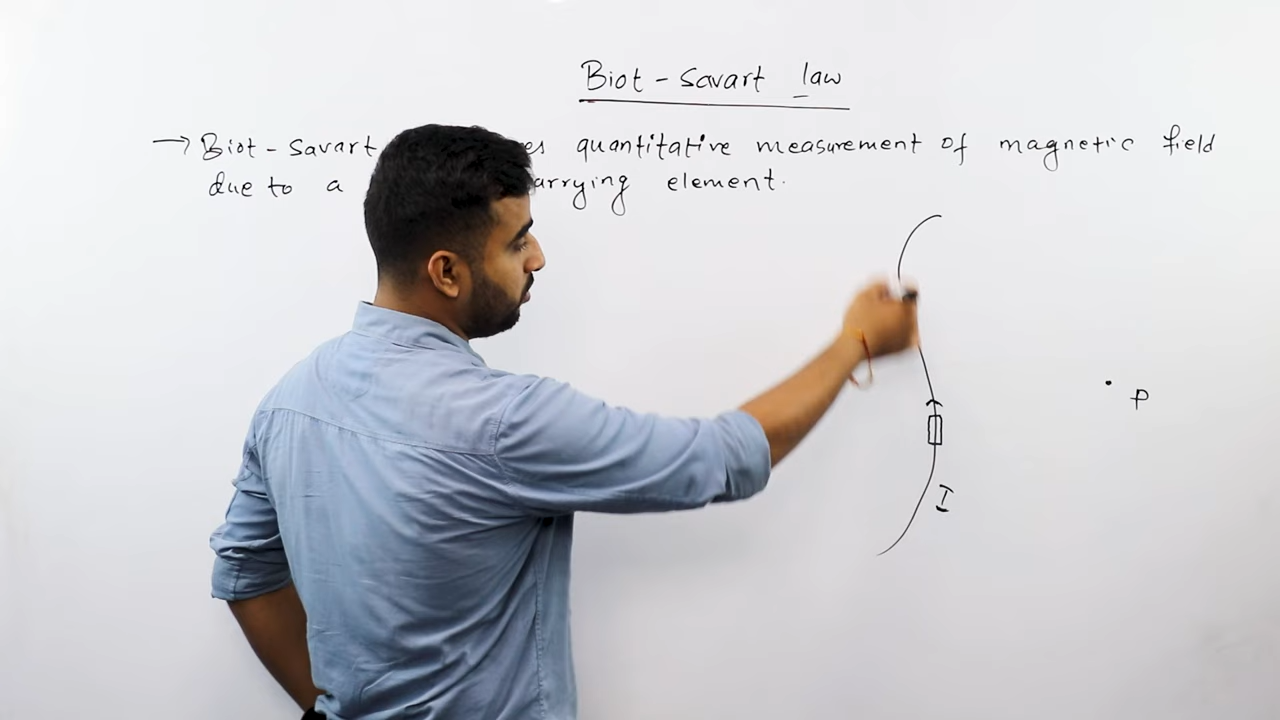 Biot - Savart law
→ Biot - Savart es quantitative measurement of magnetic field
due to a arrying element.
P
I